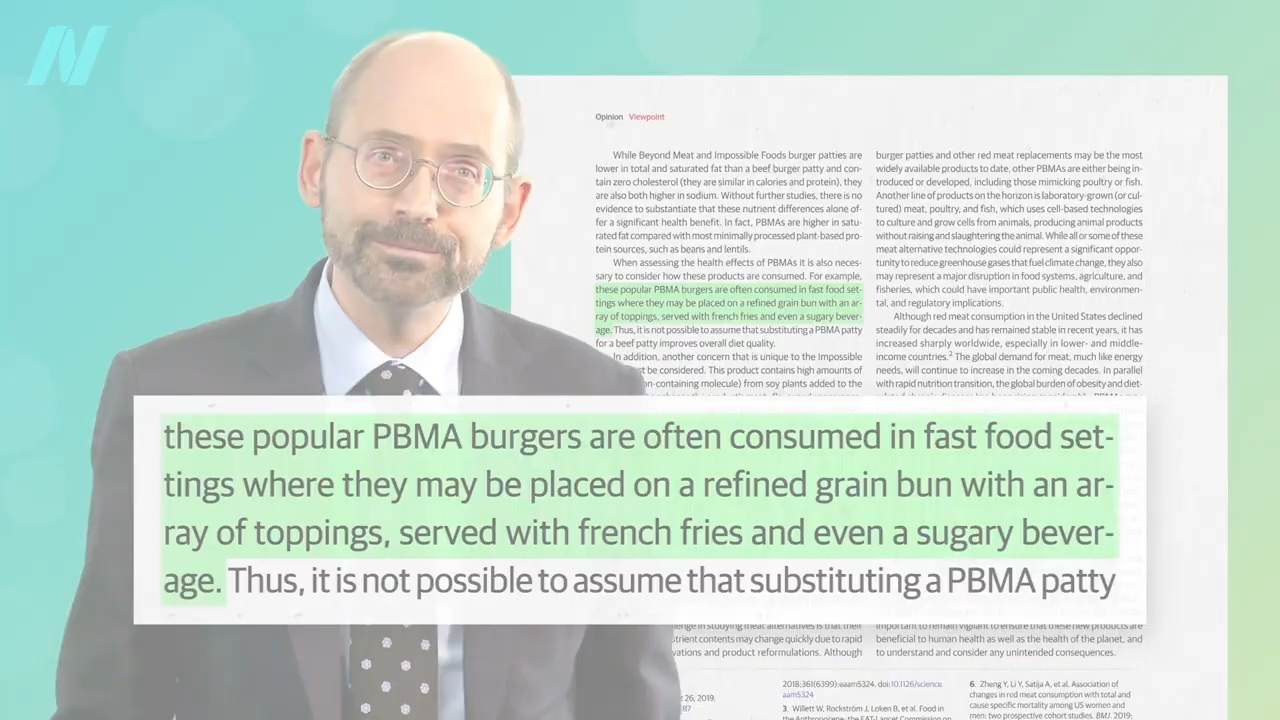 N
Opinion Viewpoint
While Beyond Meat and Impossible Foods burger patties are
lower in total and saturated fat than a beef burger patty and con-
tain zero cholesterol (they are similar in calories and protein), they
are also both higher in sodium. Without further studies, there is no
evidence to substantiate that these nutrient differences alone of-
fer a significant health benefit. In fact, PBMAs are higher in satu-
rated fat compared with most minimally processed plant-based pro-
tein sources, such as beans and lentils.
When assessing the health effects of PBMAs it is also neces-
sary to consider how these products are consumed. For example,
these popular PBMA burgers are often consumed in fast food set-
tings where they may be placed on a refined grain bun with an ar-
ray of toppings, served with french fries and even a sugary bever-
age. Thus, it is not possible to assume that substituting a PBMA patty
for a beef patty improves overall diet quality.
In addition, another concern that is unique to the Impossible
be considered. This product contains high amounts of
containing molecule) from soy plants added to the
burger patties and other red meat replacements may be the most
widely available products to date, other PBMAs are either being in-
troduced or developed, including those mimicking poultry or fish.
Another line of products on the horizon is laboratory-grown (or cul-
tured) meat, poultry, and fish, which uses cell-based technologies
to culture and grow cells from animals, producing animal products
without raising and slaughtering the animal. While all or some of these
meat alternative technologies could represent a significant oppor-
tunity to reduce greenhouse gases that fuel climate change, they also
may represent a major disruption in food systems, agriculture, and
fisheries, which could have important public health, environmen-
tal, and regulatory implications.
Although red meat consumption in the United States declined
steadily for decades and has remained stable in recent years, it has
increased sharply worldwide, especially in lower- and middle-
income countries.2 The global demand for meat, much like energy
needs, will continue to increase in the coming decades. In parallel
with rapid nutrition transition, the global burden of obesity and diet-
these popular PBMA burgers are often consumed in fast food set-
tings where they may be placed on a refined grain bun with an ar-
ray of toppings, served with french fries and even a sugary bever-
age. Thus, it is not possible to assume that substituting a PBMA patty
in studying meat alternatives is that their
nutrient contents may change quickly due to rapid
and product reformulations. Although
important to remain vigilant to ensure that these new products are
beneficial to human health as well as the health of the planet, and
to understand and consider any unintended consequences.
26, 2019.
87
2018;361(6399):eaam5324. doi:10.1126/science.
aam5324
3. Willett W, Rockström J, Loken B, et al. Food in
the Anthropocene: the EAT-Lancet Commission on
6. Zheng Y, Li Y, Satija A, et al. Association of
changes in red meat consumption with total and
cause specific mortality among US women and
men: two prospective cohort studies. BMJ. 2019;